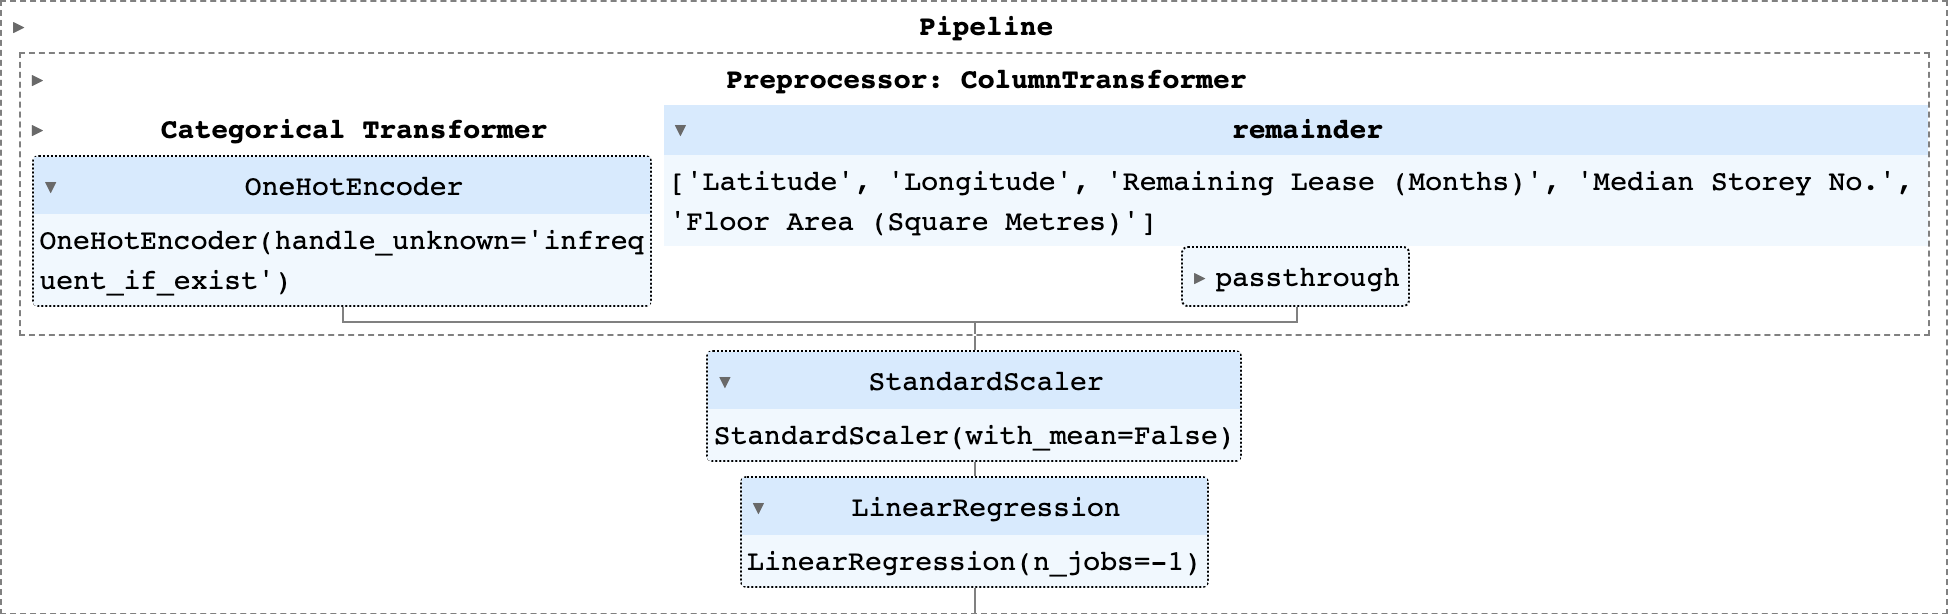 Pipeline
Preprocessor: ColumnTransformer
Categorical Transformer
OneHotEncoder
OneHotEncoder(handle_unknown='infreq
uent_if_exist')
remainder
['Latitude', 'Longitude', 'Remaining Lease (Months)', 'Median Storey No.',
'Floor Area (Square Metres)']
passthrough
StandardScaler
StandardScaler(with_mean=False)
LinearRegression
LinearRegression(n_jobs=-1)